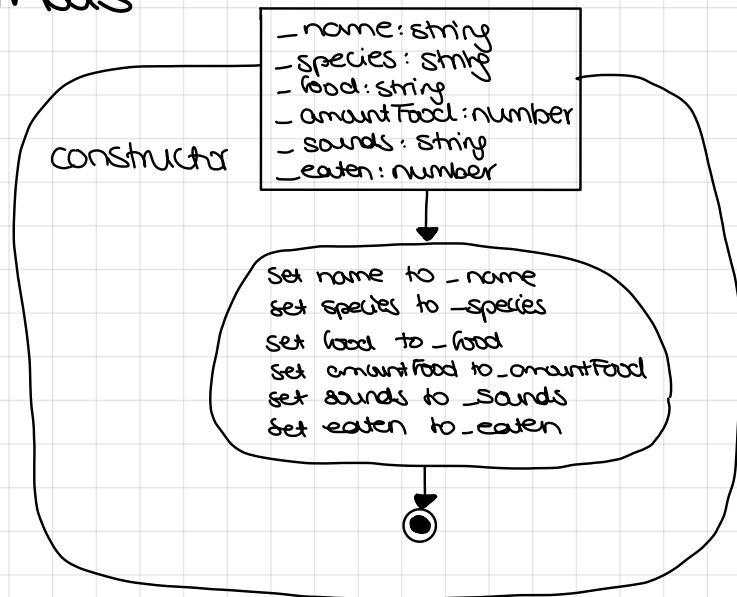 _name: string
_species: string
_food: string
_amountFood: number
_sounds: string
_eaten: number
constructor
set name to _name
set species to _species
set food to _food
set amountFood to _amountFood
set sounds to _sounds
set eaten to _eaten